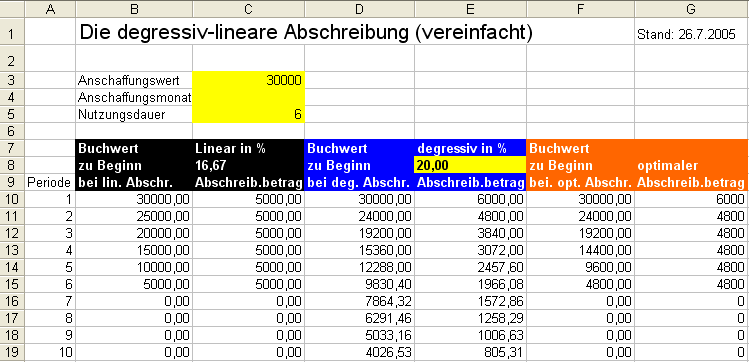 A B C D E F G
1 Die degressiv-lineare Abschreibung (vereinfacht) Stand: 26.7.2005
2
3 Anschaffungswert 30000
4 Anschaffungsmonat
5 Nutzungsdauer 6
6
7 Buchwert Linear in % Buchwert degressiv in % Buchwert
8 zu Beginn 16,67 zu Beginn 20,00 zu Beginn optimaler
9 Periode bei lin. Abschr. Abschreib.betrag bei deg. Abschr. Abschreib.betrag bei. opt. Abschr. Abschreib.betrag
10 1 30000,00 5000,00 30000,00 6000,00 30000,00 6000
11 2 25000,00 5000,00 24000,00 4800,00 24000,00 4800
12 3 20000,00 5000,00 19200,00 3840,00 19200,00 4800
13 4 15000,00 5000,00 15360,00 3072,00 14400,00 4800
14 5 10000,00 5000,00 12288,00 2457,60 9600,00 4800
15 6 5000,00 5000,00 9830,40 1966,08 4800,00 4800
16 7 0,00 0,00 7864,32 1572,86 0,00 0
17 8 0,00 0,00 6291,46 1258,29 0,00 0
18 9 0,00 0,00 5033,16 1006,63 0,00 0
19 10 0,00 0,00 4026,53 805,31 0,00 0